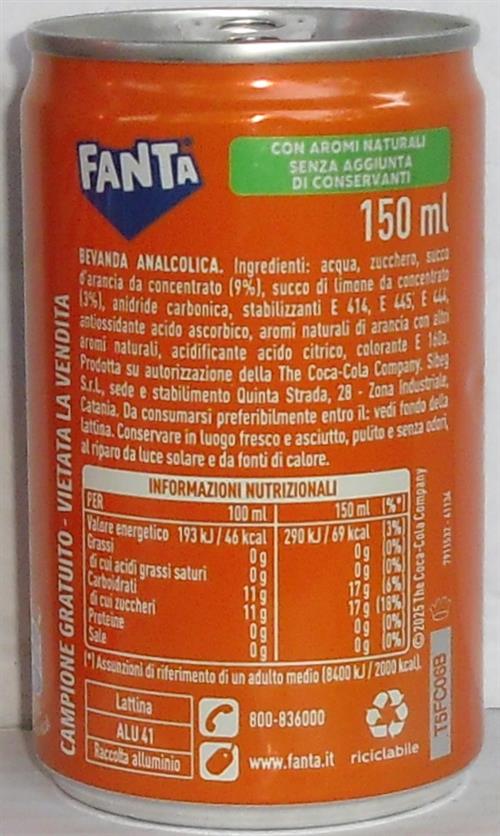 FANTA
CON AROMI NATURALI
SENZA AGGIUNTA
DI CONSERVANTI
150 ml
BEVANDA ANALCOLICA. Ingredienti: acqua, zucchero, succo
d'arancia da concentrato (9%), succo di limone da concentrato
(3%), anidride carbonica, stabilizzanti E 414, E 445, E 444,
antiossidante acido ascorbico, aromi naturali di arancia con altri
aromi naturali, acidificante acido citrico, colorante E 160a.
Prodotta su autorizzazione della The Coca-Cola Company. Sibeg
S.r.l., sede e stabilimento Quinta Strada, 28 - Zona Industriale,
Catania. Da consumarsi preferibilmente entro il: vedi fondo della
lattina. Conservare in luogo fresco e asciutto, pulito e senza odori,
al riparo da luce solare e da fonti di calore.
CAMPIONE GRATUITO - VIETATA LA VENDITA
INFORMAZIONI NUTRIZIONALI
PER 100 ml 150 ml (%*)
Valore energetico 193 kJ / 46 kcal 290 kJ / 69 kcal (3%)
Grassi 0 g 0 g (0%)
di cui acidi grassi saturi 0 g 0 g (0%)
Carboidrati 11 g 17 g (6%)
di cui zuccheri 11 g 17 g (18%)
Proteine 0 g 0 g (0%)
Sale 0 g 0 g (0%)
(*) Assunzioni di riferimento di un adulto medio (8400 kJ / 2000 kcal).
©2025 The Coca-Cola Company
7911532 - 41134
T5FC06B
Lattina
ALU 41
Raccolta alluminio
800-836000
www.fanta.it
riciclabile